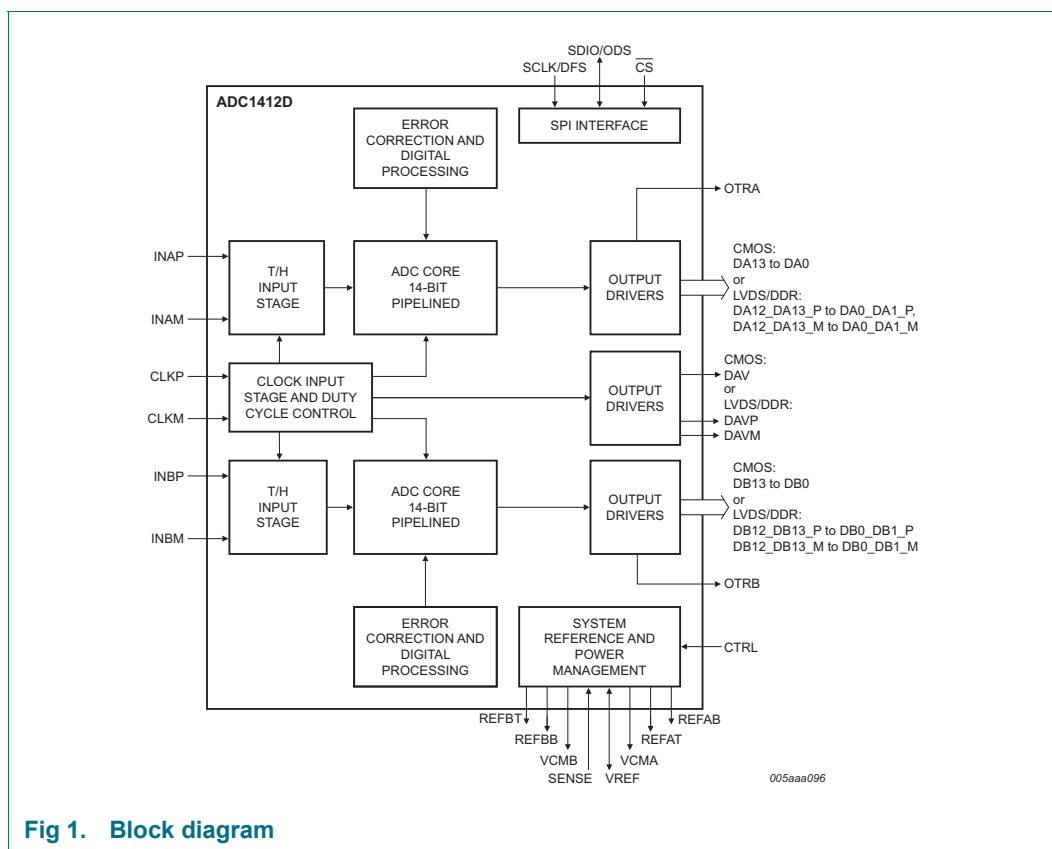 SDIO/ODS
SCLK/DFS
CS
ADC1412D
ERROR
CORRECTION AND
DIGITAL
PROCESSING
SPI INTERFACE
OTRA
INAP
INAM
T/H
INPUT
STAGE
ADC CORE
14-BIT
PIPELINED
OUTPUT
DRIVERS
CMOS:
DA13 to DA0
or
LVDS/DDR:
DA12_DA13_P to DA0_DA1_P,
DA12_DA13_M to DA0_DA1_M
CLKP
CLKM
CLOCK INPUT
STAGE AND DUTY
CYCLE CONTROL
OUTPUT
DRIVERS
CMOS:
DAV
or
LVDS/DDR:
DAVP
DAVM
INBP
INBM
T/H
INPUT
STAGE
ADC CORE
14-BIT
PIPELINED
OUTPUT
DRIVERS
CMOS:
DB13 to DB0
or
LVDS/DDR:
DB12_DB13_P to DB0_DB1_P
DB12_DB13_M to DB0_DB1_M
OTRB
ERROR
CORRECTION AND
DIGITAL
PROCESSING
SYSTEM
REFERENCE AND
POWER
MANAGEMENT
CTRL
REFBT
REFBB
VCMB
SENSE
VREF
VCMA
REFAT
REFAB
005aaa096
Fig 1. Block diagram